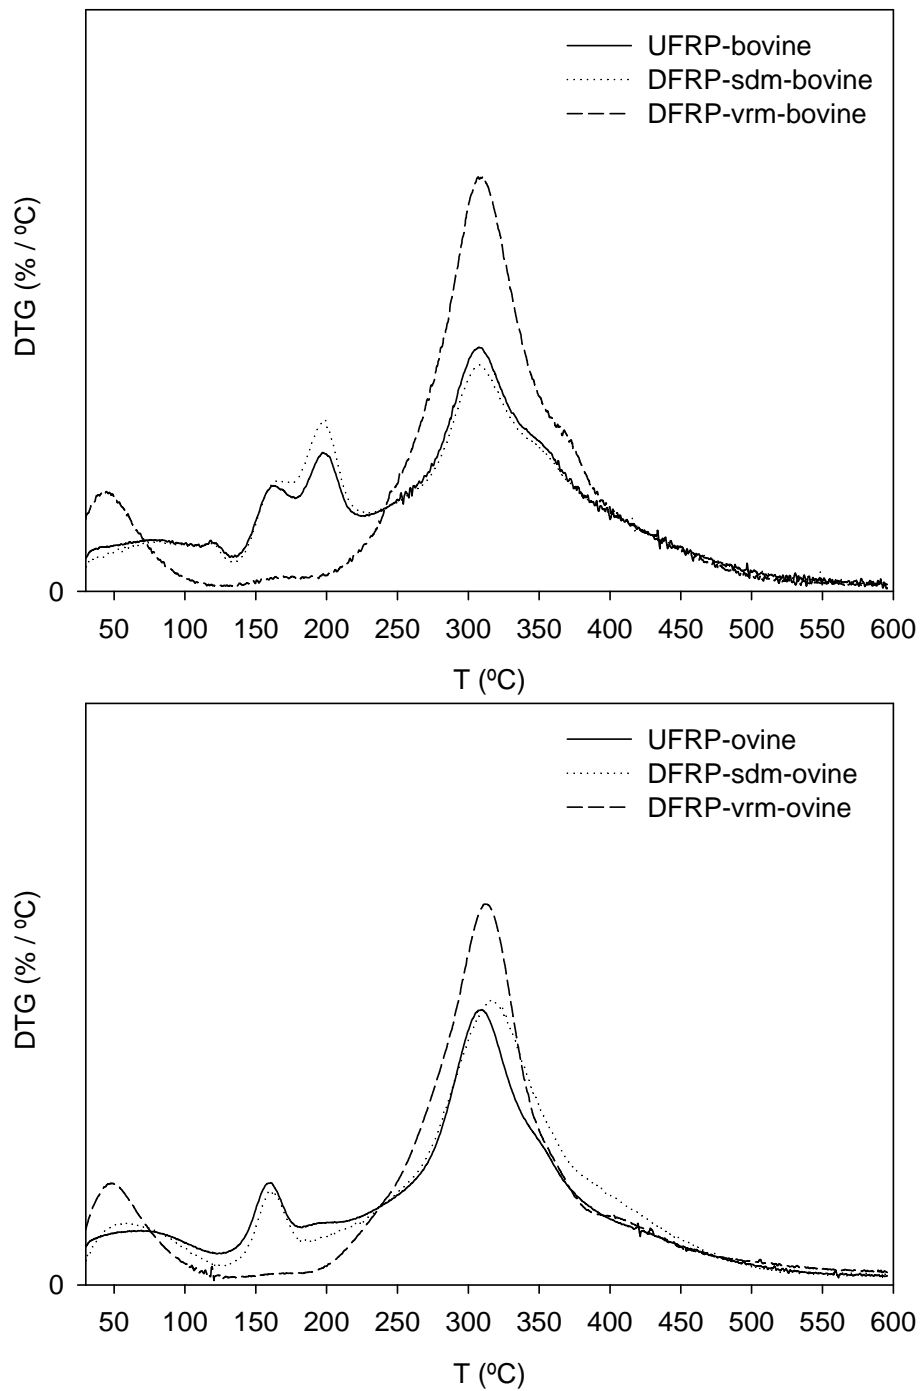 UFRP-bovine
DFRP-sdm-bovine
DFRP-vrm-bovine
DTG (% / ºC)
0
50 100 150 200 250 300 350 400 450 500 550 600
T (ºC)
UFRP-ovine
DFRP-sdm-ovine
DFRP-vrm-ovine
DTG (% / ºC)
0
50 100 150 200 250 300 350 400 450 500 550 600
T (ºC)